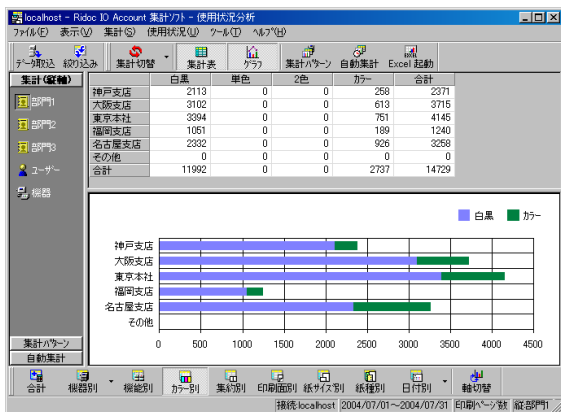 localhost - Ridoc IO Account 集計ソフト - 使用状況分析
ファイル(F) 表示(V) 集計(S) 使用状況(U) ツール(T) ヘルプ(H)
データ取込 絞り込み 集計切替 集計表 グラフ 集計パターン 自動集計 Excel 起動
集計(縦軸)
部門1
部門2
部門3
ユーザー
機器
集計パターン
自動集計
白黒 単色 2色 カラー 合計
神戸支店 2113 0 0 258 2371
大阪支店 3102 0 0 613 3715
東京本社 3394 0 0 751 4145
福岡支店 1051 0 0 189 1240
名古屋支店 2332 0 0 926 3258
その他 0 0 0 0 0
合計 11992 0 0 2737 14729
白黒 カラー
神戸支店
大阪支店
東京本社
福岡支店
名古屋支店
その他
0 500 1000 1500 2000 2500 3000 3500 4000 4500
合計 機器別 機能別 カラー別 集約別 印刷面別 紙サイズ別 紙種別 日付別 軸切替
接続:localhost 2004/07/01～2004/07/31 印刷ページ数 縦:部門1